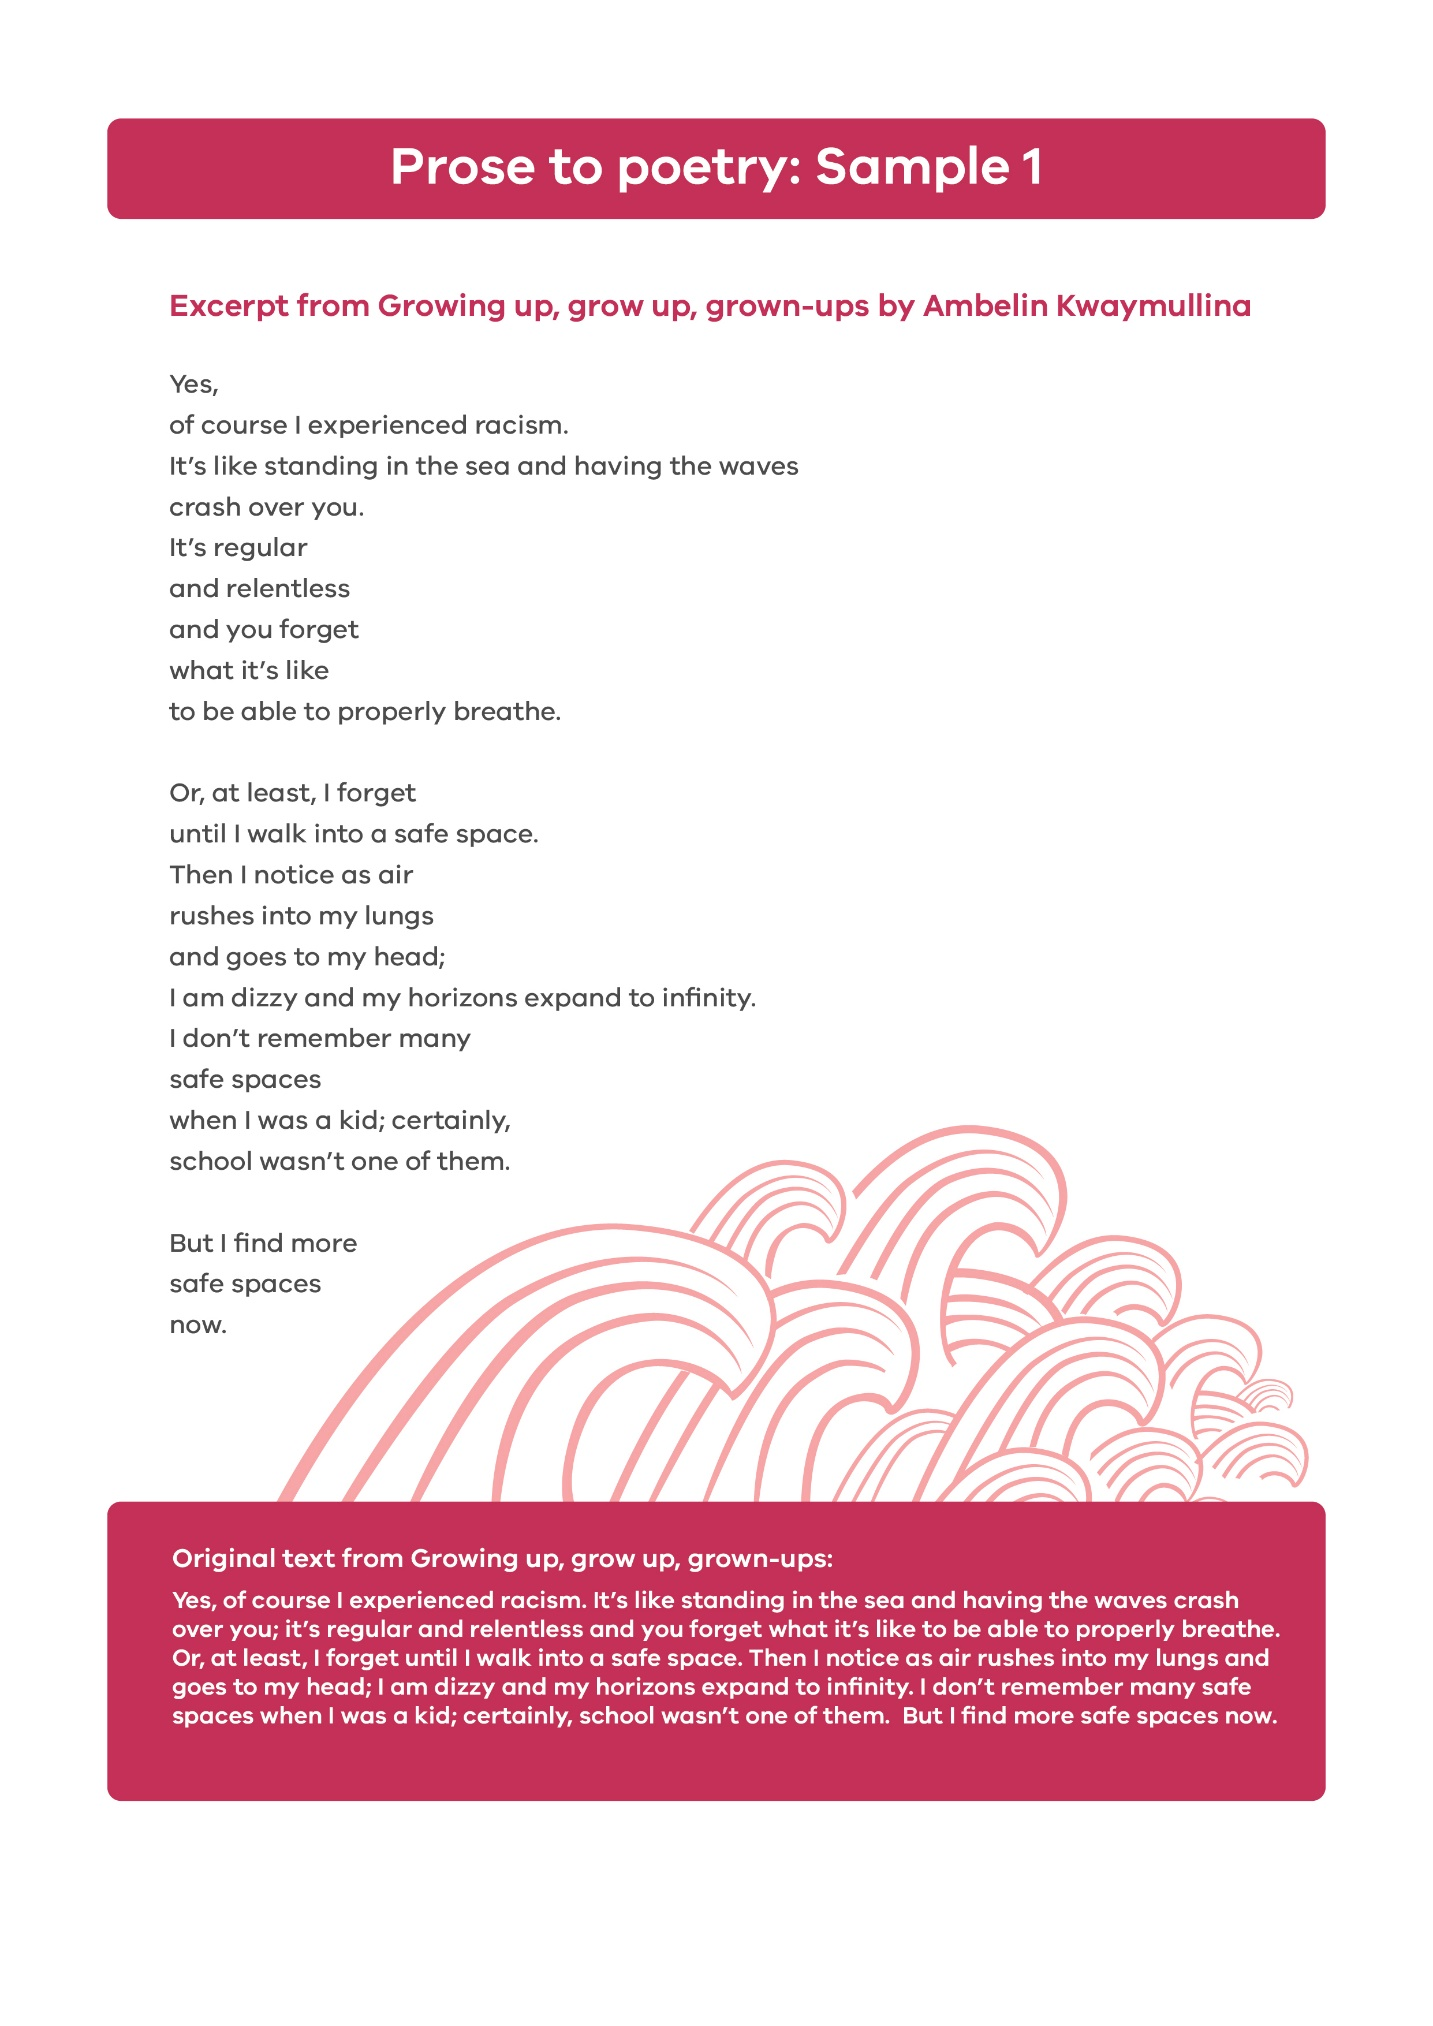 Prose to poetry: Sample 1
Excerpt from Growing up, grow up, grown-ups by Ambelin Kwaymullina
Yes,
of course I experienced racism.
It’s like standing in the sea and having the waves
crash over you.
It’s regular
and relentless
and you forget
what it’s like
to be able to properly breathe.
Or, at least, I forget
until I walk into a safe space.
Then I notice as air
rushes into my lungs
and goes to my head;
I am dizzy and my horizons expand to infinity.
I don’t remember many
safe spaces
when I was a kid; certainly,
school wasn’t one of them.
But I find more
safe spaces
now.
Original text from Growing up, grow up, grown-ups:
Yes, of course I experienced racism. It’s like standing in the sea and having the waves crash
over you; it’s regular and relentless and you forget what it’s like to be able to properly breathe.
Or, at least, I forget until I walk into a safe space. Then I notice as air rushes into my lungs and
goes to my head; I am dizzy and my horizons expand to infinity. I don’t remember many safe
spaces when I was a kid; certainly, school wasn’t one of them.  But I find more safe spaces now.